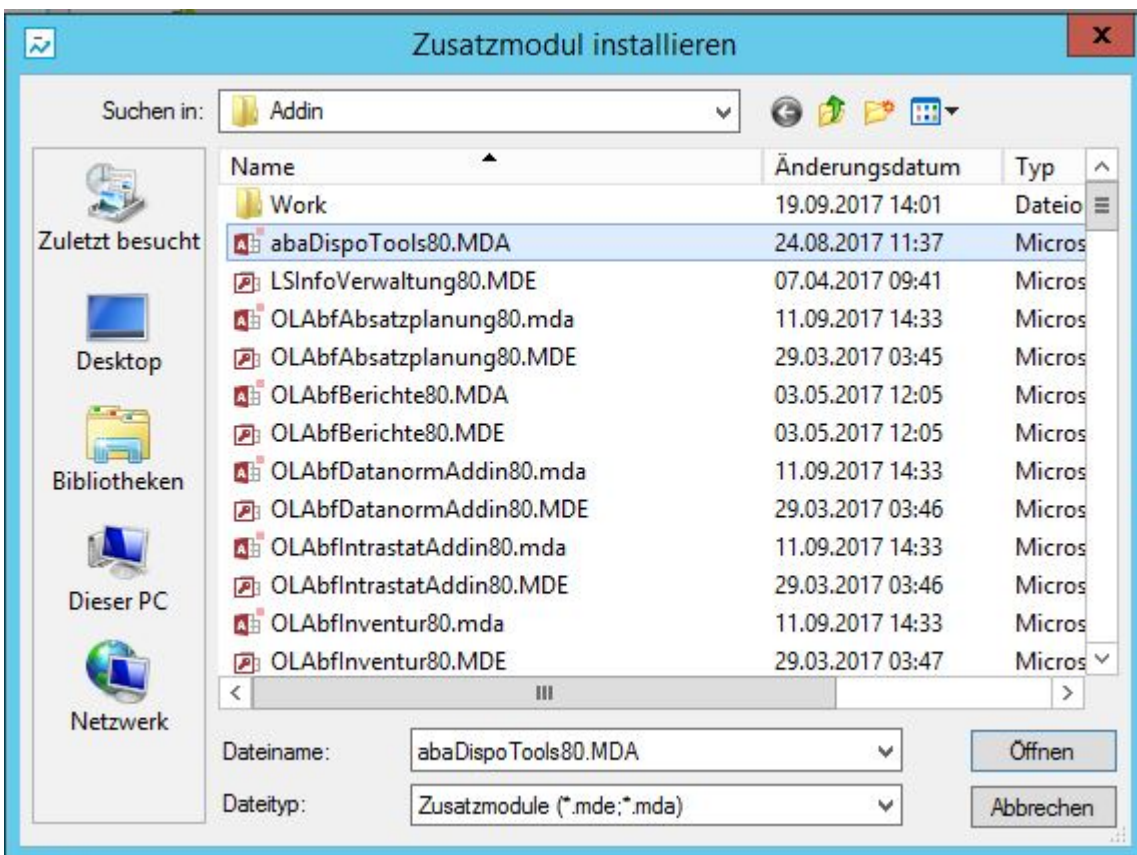 Zusatzmodul installieren
Suchen in: Addin
Name Änderungsdatum Typ
Work 19.09.2017 14:01 Dateio
Zuletzt besucht
abaDispoTools80.MDA 24.08.2017 11:37 Micros
LSInfoVerwaltung80.MDE 07.04.2017 09:41 Micros
OLAbfAbsatzplanung80.mda 11.09.2017 14:33 Micros
Desktop
OLAbfAbsatzplanung80.MDE 29.03.2017 03:45 Micros
OLAbfBerichte80.MDA 03.05.2017 12:05 Micros
OLAbfBerichte80.MDE 03.05.2017 12:05 Micros
Bibliotheken
OLAbfDatanormAddin80.mda 11.09.2017 14:33 Micros
OLAbfDatanormAddin80.MDE 29.03.2017 03:46 Micros
OLAbfIntrastatAddin80.mda 11.09.2017 14:33 Micros
Dieser PC
OLAbfIntrastatAddin80.MDE 29.03.2017 03:46 Micros
OLAbfInventur80.mda 11.09.2017 14:33 Micros
OLAbfInventur80.MDE 29.03.2017 03:47 Micros
Netzwerk
Dateiname: abaDispoTools80.MDA Öffnen
Dateityp: Zusatzmodule (*.mde;*.mda) Abbrechen